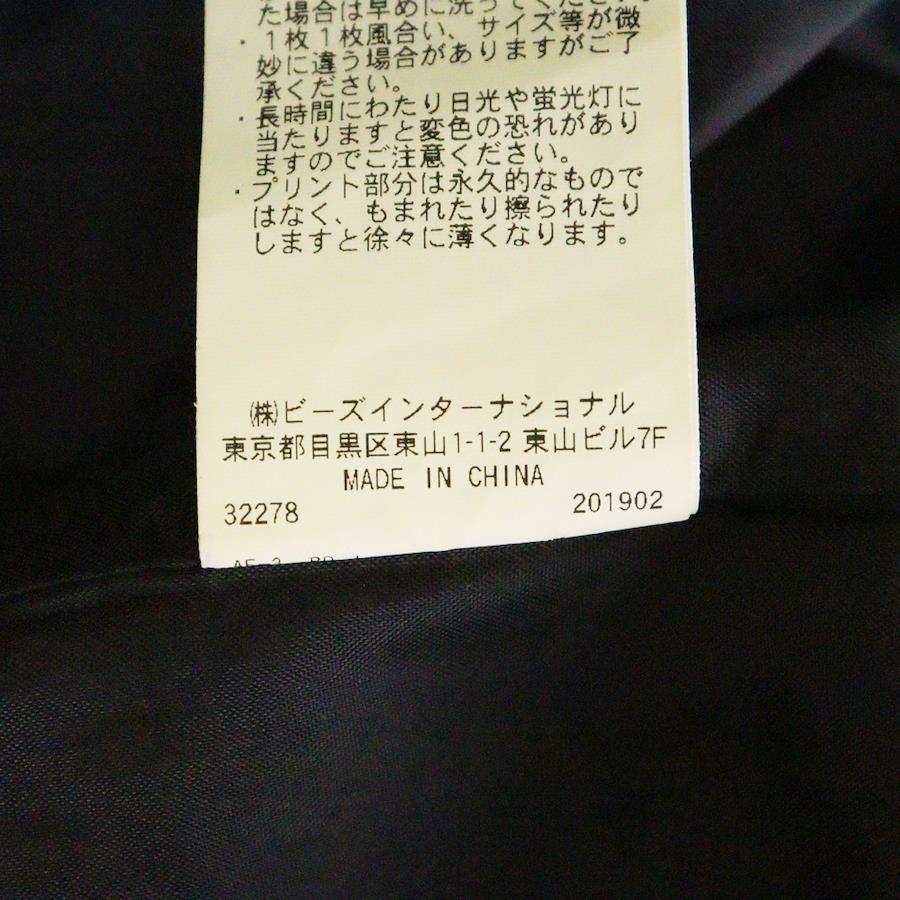 た場合は早めに洗ってください。
・1枚1枚風合い、サイズ等が微
妙に違う場合がありますがご了
承ください。
・長時間にわたり日光や蛍光灯に
当たりますと変色の恐れがあり
ますのでご注意ください。
・プリント部分は永久的なもので
はなく、もまれたり擦られたり
しますと徐々に薄くなります。
㈱ビーズインターナショナル
東京都目黒区東山1-1-2 東山ビル7F
MADE IN CHINA
32278 201902